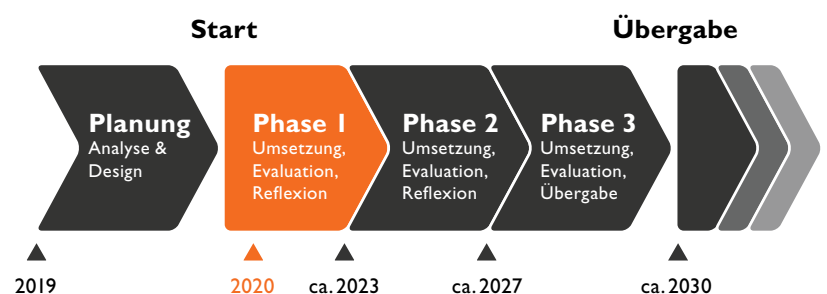 Start
Übergabe
Planung
Analyse &
Design
Phase 1
Umsetzung,
Evaluation,
Reflexion
Phase 2
Umsetzung,
Evaluation,
Reflexion
Phase 3
Umsetzung,
Evaluation,
Übergabe
2019
2020
ca. 2023
ca. 2027
ca. 2030